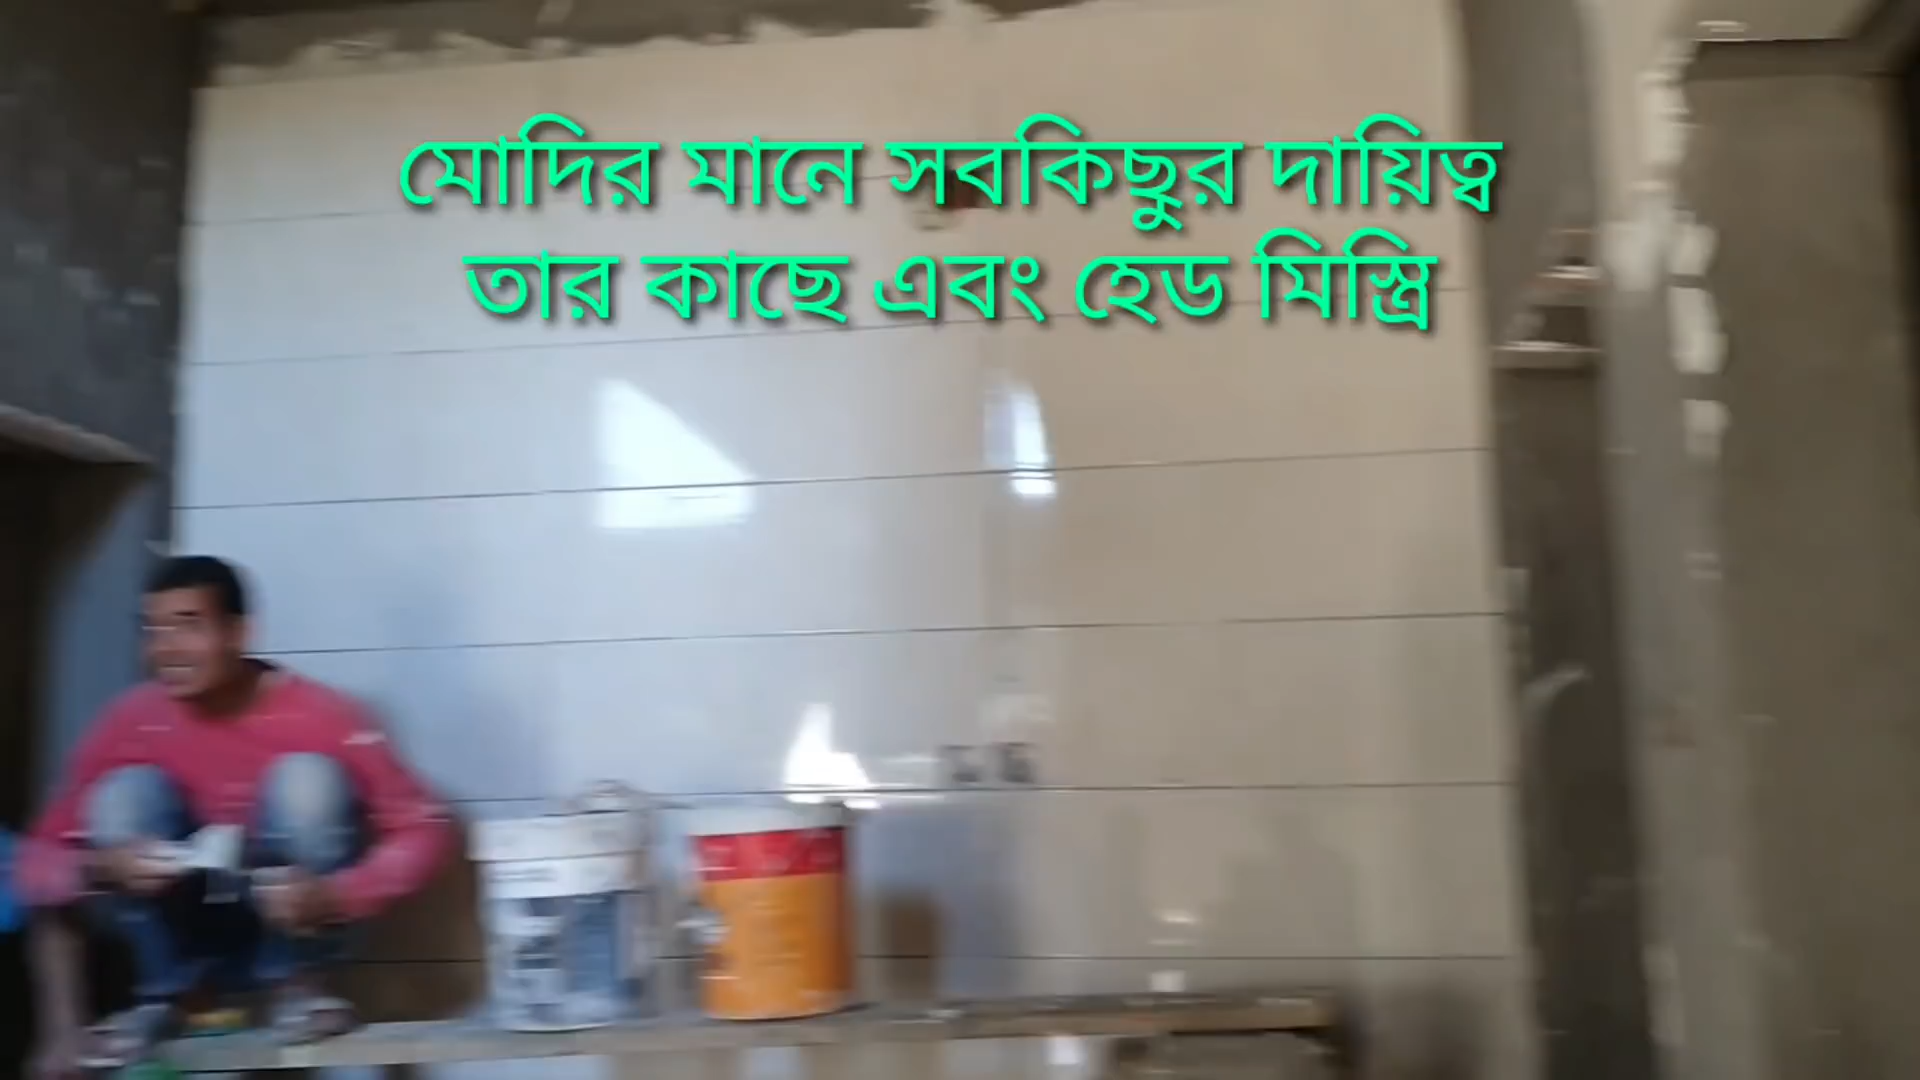 মোদির মানে সবকিছুর দায়িত্ব
তার কাছে এবং হেড মিস্ত্রি